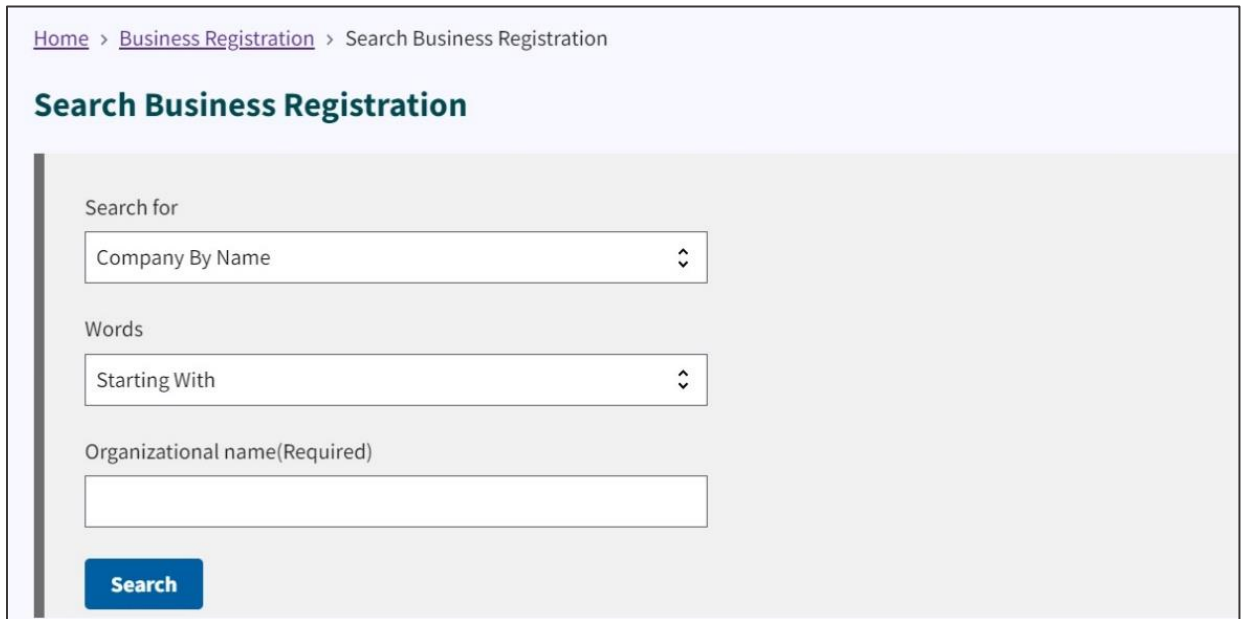 Home > Business Registration > Search Business Registration
Search Business Registration
Search for
Company By Name
Words
Starting With
Organizational name(Required)
Search